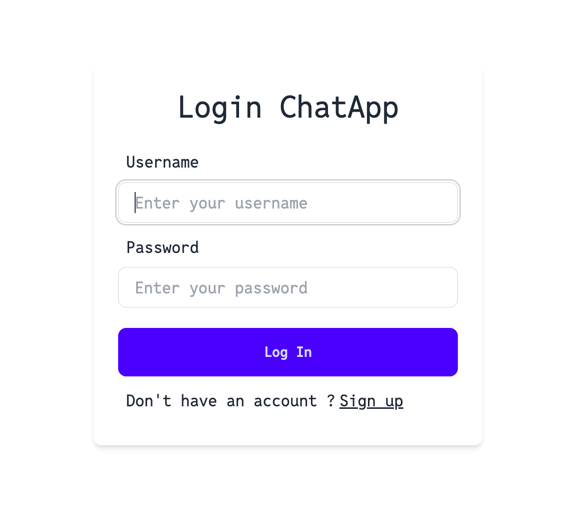 Login ChatApp
Username
Enter your username
Password
Enter your password
Log In
Don't have an account ? Sign up